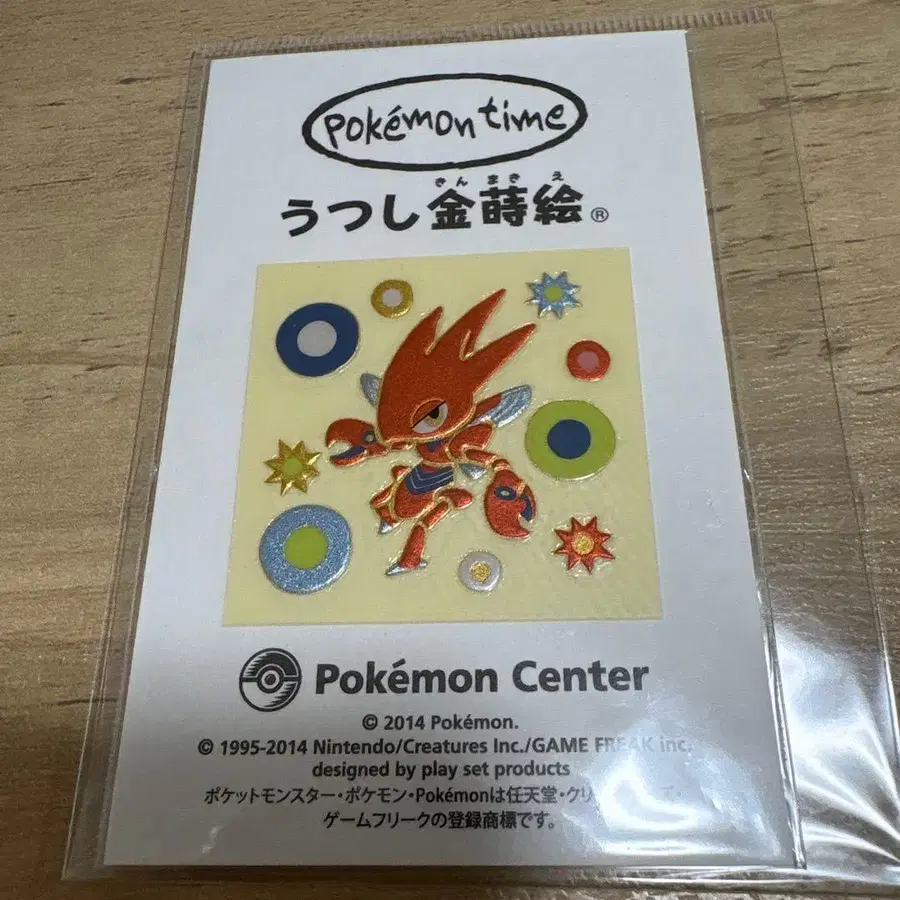 pokémon time
きん まき え
うつし金蒔絵®
Pokémon Center
© 2014 Pokémon.
© 1995-2014 Nintendo/Creatures Inc./GAME FREAK inc.
designed by play set products
ポケットモンスター・ポケモン・Pokémonは任天堂・クリ
ゲームフリークの登録商標です。